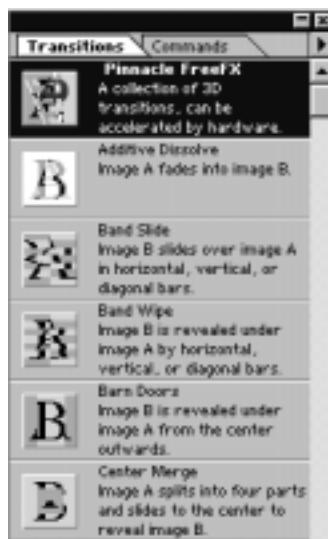 Transitions Commands
Pinnacle FreeFX
A collection of 3D
transitions, can be
accelerated by hardware.
Additive Dissolve
Image A fades into image B.
Band Slide
Image B slides over image A
in horizontal, vertical, or
diagonal bars.
Band Wipe
Image B is revealed under
image A by horizontal,
vertical, or diagonal bars.
Barn Doors
Image B is revealed under
image A from the center
outwards.
Center Merge
Image A splits into four parts
and slides to the center to
reveal image B.